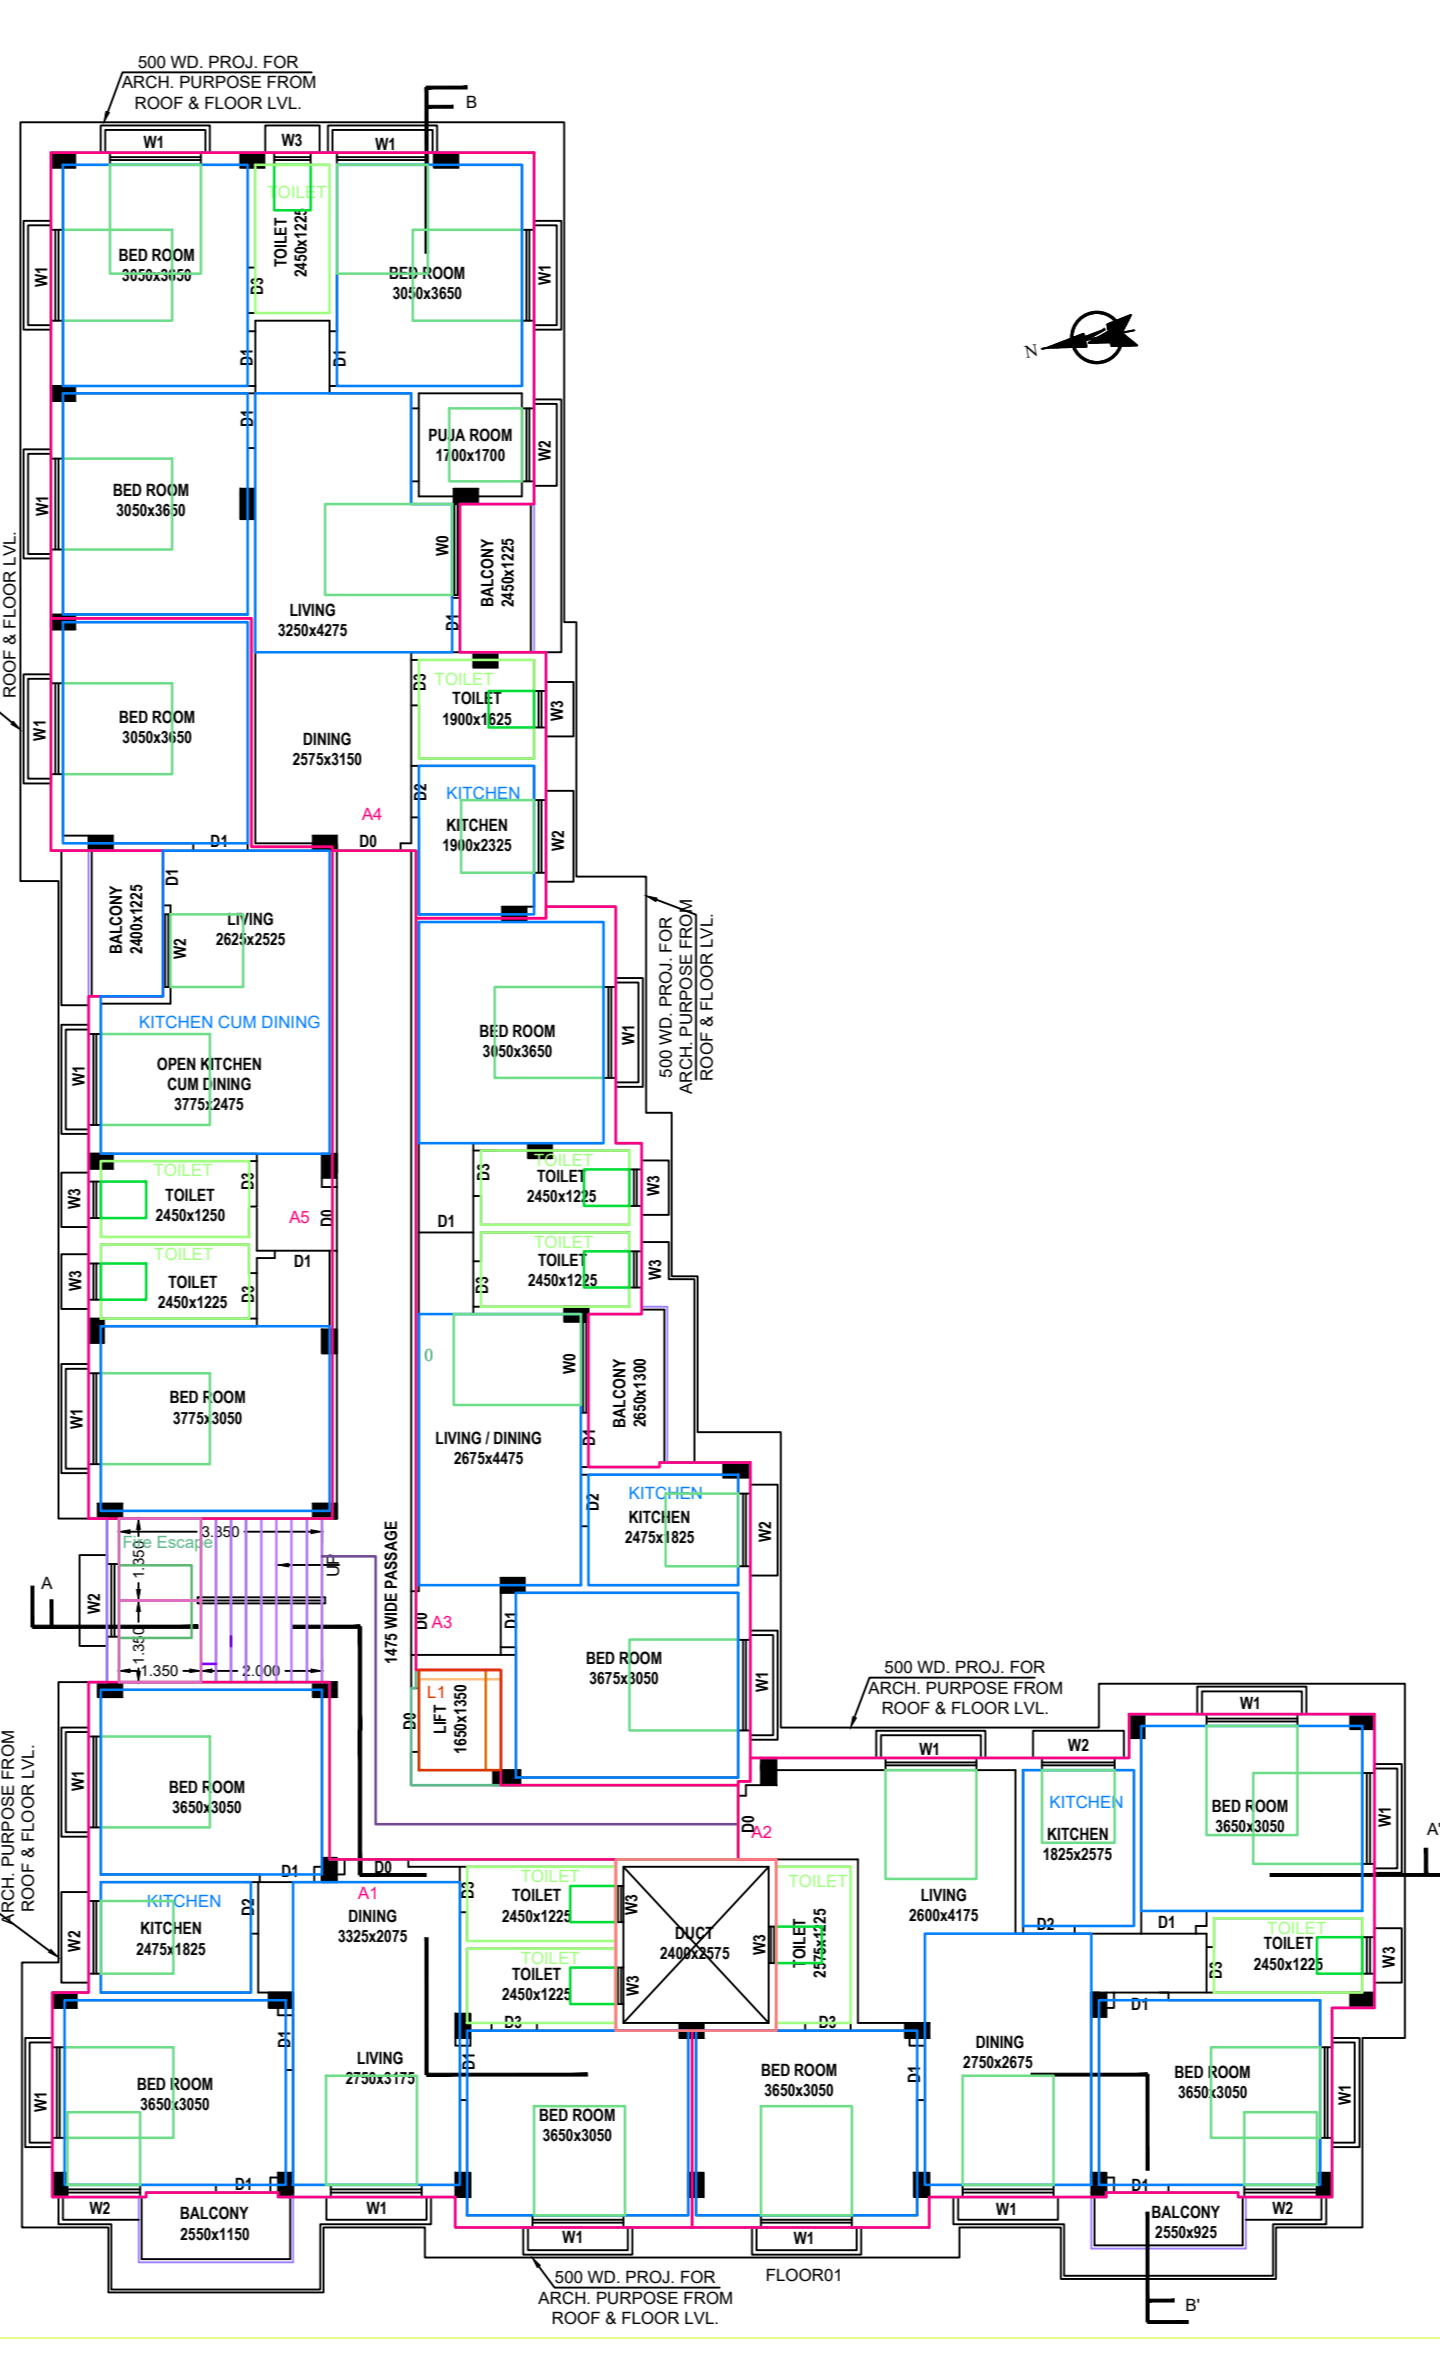 500 WD. PROJ. FOR
ARCH. PURPOSE FROM
ROOF & FLOOR LVL.
B
W1
W3
W1
TOILET
TOILET
2450x1225
BED ROOM
3050x3650
BED ROOM
3050x3650
W1
W1
D3
D1
D1
N
D1
PUJA ROOM
1700x1700
W2
BED ROOM
3050x3650
W1
W0
BALCONY
2450x1225
ROOF & FLOOR LVL.
LIVING
3250x4275
D1
TOILET
D3
TOILET
1900x1625
W3
BED ROOM
3050x3650
W1
DINING
2575x3150
D2
KITCHEN
A4
KITCHEN
1900x2325
W2
D1
D0
D1
BALCONY
2400x1225
W2
LIVING
2625x2525
500 WD. PROJ. FOR
ARCH. PURPOSE FROM
ROOF & FLOOR LVL.
KITCHEN CUM DINING
BED ROOM
3050x3650
W1
OPEN KITCHEN
CUM DINING
3775x2475
W1
TOILET
D3
TOILET
2450x1250
W3
A5
D0
TOILET
D3
TOILET
2450x1225
W3
D1
TOILET
TOILET
2450x1225
W3
D3
D1
TOILET
TOILET
2450x1225
W3
D3
0
W0
BALCONY
2650x1300
BED ROOM
3775x3050
W1
LIVING / DINING
2675x4475
D1
KITCHEN
D2
KITCHEN
2475x1825
W2
3.350
Fire Escape
1.350
UP
1475 WIDE PASSAGE
A
W2
D0
A3
D1
1.350
1.350
2.000
BED ROOM
3675x3050
W1
L1
LIFT
1650x1350
D0
500 WD. PROJ. FOR
ARCH. PURPOSE FROM
ROOF & FLOOR LVL.
W1
W1
W2
ARCH. PURPOSE FROM
ROOF & FLOOR LVL.
BED ROOM
3650x3050
W1
KITCHEN
KITCHEN
1825x2575
BED ROOM
3650x3050
W1
D0
A2
A'
D1
D0
TOILET
TOILET
2450x1225
D3
W3
TOILET
TOILET
2575x1225
W3
LIVING
2600x4175
D2
D1
KITCHEN
D2
KITCHEN
2475x1825
W2
A1
DINING
3325x2075
DUCT
2400x2575
TOILET
TOILET
2450x1225
W3
D3
TOILET
TOILET
2450x1225
W3
D3
D3
D1
D1
LIVING
2750x3175
D1
BED ROOM
3650x3050
W1
BED ROOM
3650x3050
BED ROOM
3650x3050
D1
DINING
2750x2675
BED ROOM
3650x3050
W1
D1
D1
W2
BALCONY
2550x1150
W1
W1
W1
W1
BALCONY
2550x925
W2
500 WD. PROJ. FOR
ARCH. PURPOSE FROM
ROOF & FLOOR LVL.
FLOOR01
B'